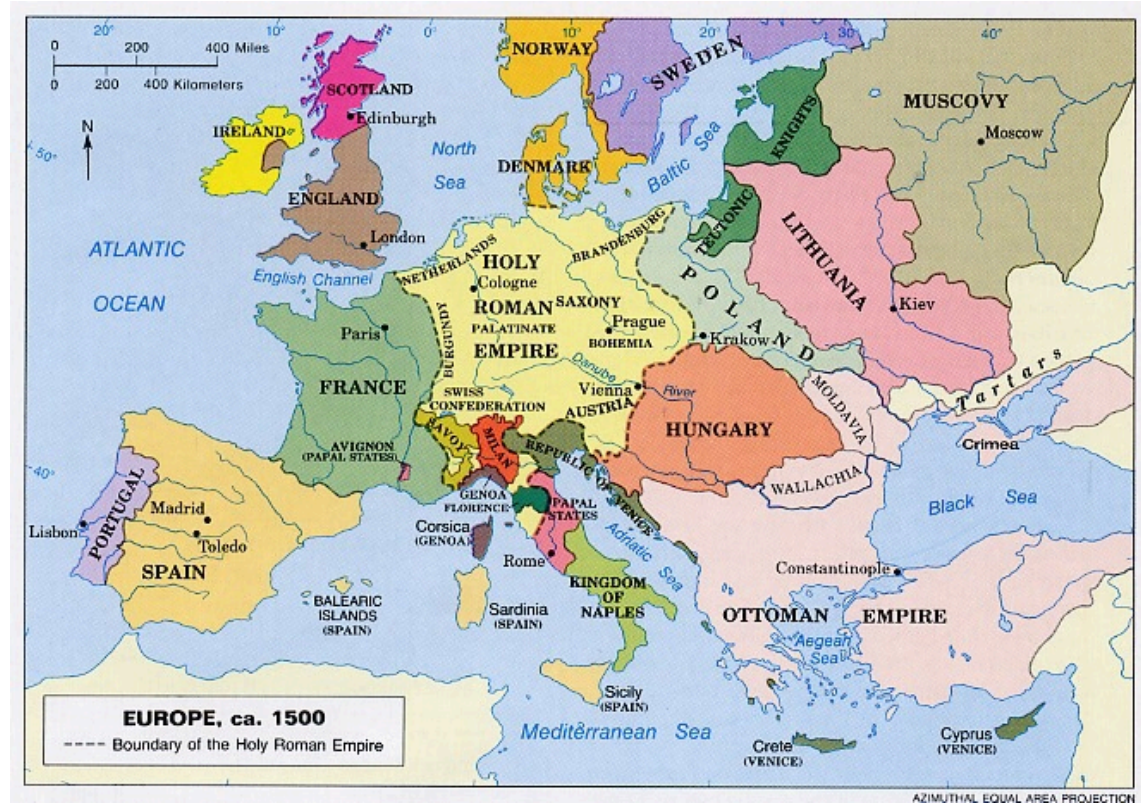 20°
10°
0°
10°
20°
30°
40°
0 200 400 Miles
0 200 400 Kilometers
N
50°
40°
NORWAY
SWEDEN
SCOTLAND
Edinburgh
IRELAND
ENGLAND
London
North
Sea
DENMARK
Baltic Sea
TEUTONIC
KNIGHTS
MUSCOVY
Moscow
LITHUANIA
Kiev
ATLANTIC
OCEAN
English Channel
NETHERLANDS
HOLY
ROMAN
EMPIRE
Cologne
BRANDENBURG
SAXONY
PALATINATE
Prague
BOHEMIA
BURGUNDY
Danube
River
Vienna
AUSTRIA
SWISS
CONFEDERATION
POLAND
Krakow
Paris
FRANCE
AVIGNON
(PAPAL STATES)
SAVOY
MILAN
REPUBLIC OF VENICE
HUNGARY
MOLDAVIA
WALLACHIA
Tartars
Crimea
Black Sea
GENOA
FLORENCE
PAPAL
STATES
Corsica
(GENOA)
Rome
Adriatic Sea
KINGDOM
OF
NAPLES
Sardinia
(SPAIN)
Sicily
(SPAIN)
PORTUGAL
Lisbon
Madrid
Toledo
SPAIN
BALEARIC
ISLANDS
(SPAIN)
Constantinople
OTTOMAN EMPIRE
Aegean
Sea
Mediterranean Sea
Crete
(VENICE)
Cyprus
(VENICE)
EUROPE, ca. 1500
Boundary of the Holy Roman Empire
AZIMUTHAL EQUAL AREA PROJECTION